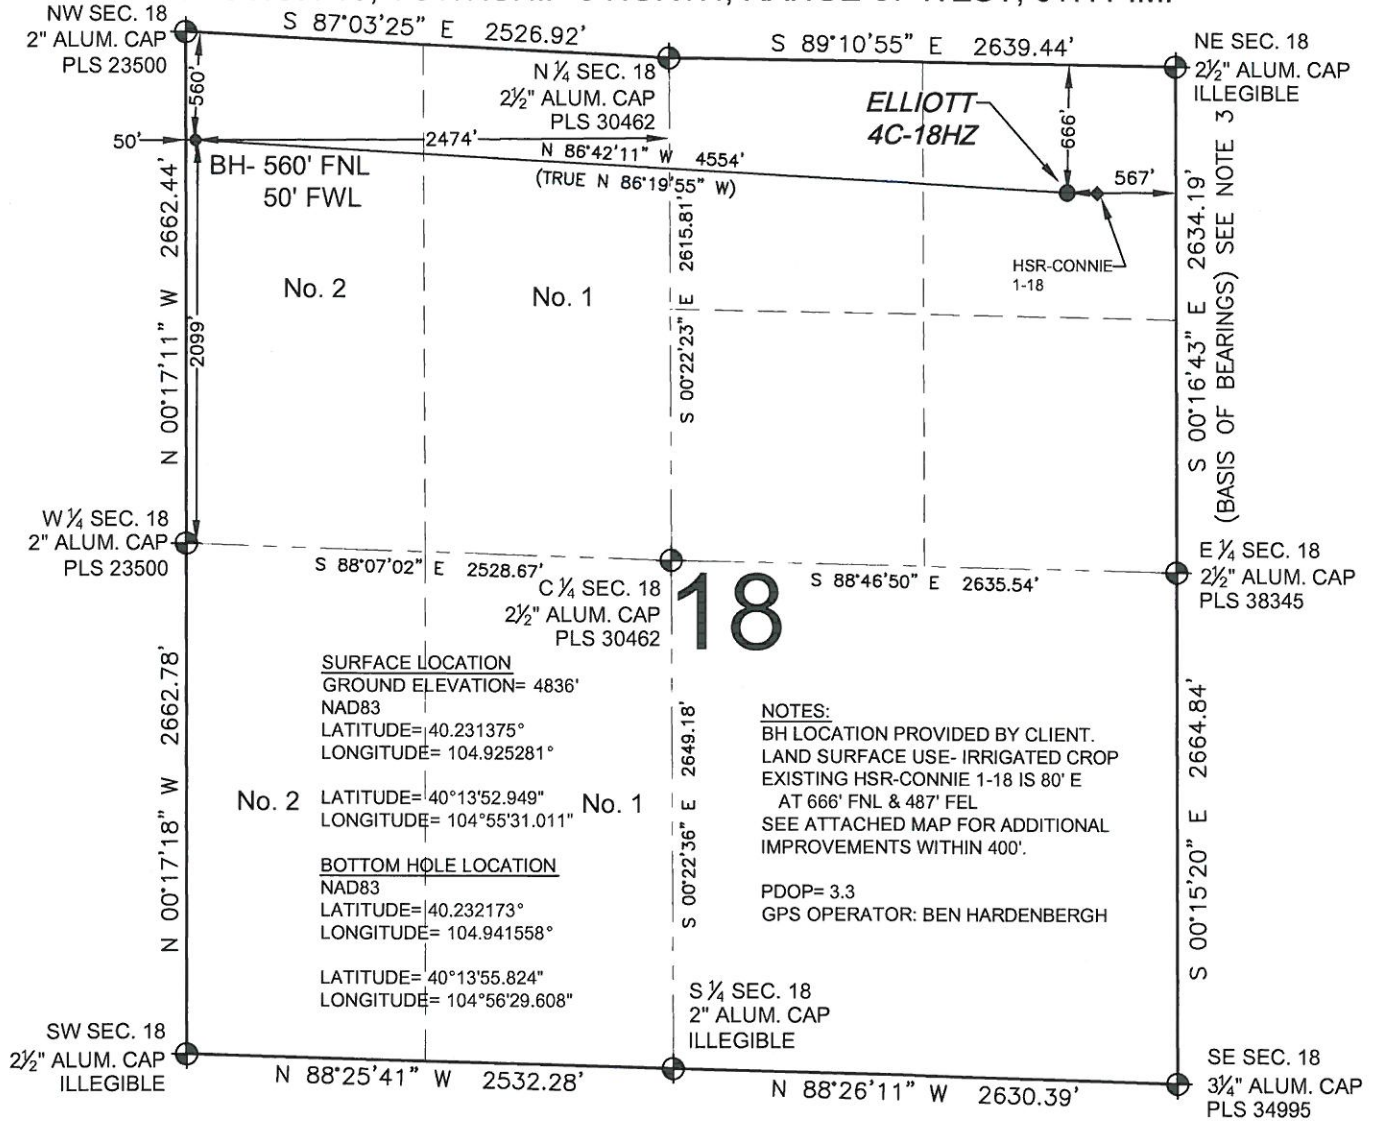 NW SEC. 18
2" ALUM. CAP
PLS 23500
S 87°03'25" E 2526.92'
S 89°10'55" E 2639.44'
NE SEC. 18
2½" ALUM. CAP
ILLEGIBLE
N ¼ SEC. 18
2½" ALUM. CAP
PLS 30462
560'
50'
2474'
N 86°42'11" W 4554'
(TRUE N 86°19'55" W)
BH- 560' FNL
50' FWL
ELLIOTT
4C-18HZ
666'
567'
HSR-CONNIE
1-18
N 00°17'11" W 2662.44'
2099'
No. 2
No. 1
S 00°22'23" E 2615.81'
S 00°16'43" E 2634.19'
(BASIS OF BEARINGS) SEE NOTE 3
W ¼ SEC. 18
2" ALUM. CAP
PLS 23500
S 88°07'02" E 2528.67'
S 88°46'50" E 2635.54'
E ¼ SEC. 18
2½" ALUM. CAP
PLS 38345
C ¼ SEC. 18
2½" ALUM. CAP
PLS 30462
18
N 00°17'18" W 2662.78'
SURFACE LOCATION
GROUND ELEVATION= 4836'
NAD83
LATITUDE= 40.231375°
LONGITUDE= 104.925281°
LATITUDE= 40°13'52.949"
LONGITUDE= 104°55'31.011"
No. 2
No. 1
BOTTOM HOLE LOCATION
NAD83
LATITUDE= 40.232173°
LONGITUDE= 104.941558°
LATITUDE= 40°13'55.824"
LONGITUDE= 104°56'29.608"
S 00°22'36" E 2649.18'
NOTES:
BH LOCATION PROVIDED BY CLIENT.
LAND SURFACE USE- IRRIGATED CROP
EXISTING HSR-CONNIE 1-18 IS 80' E
AT 666' FNL & 487' FEL
SEE ATTACHED MAP FOR ADDITIONAL
IMPROVEMENTS WITHIN 400'.
PDOP= 3.3
GPS OPERATOR: BEN HARDENBERGH
S 00°15'20" E 2664.84'
SW SEC. 18
2½" ALUM. CAP
ILLEGIBLE
N 88°25'41" W 2532.28'
S ¼ SEC. 18
2" ALUM. CAP
ILLEGIBLE
N 88°26'11" W 2630.39'
SE SEC. 18
3¼" ALUM. CAP
PLS 34995